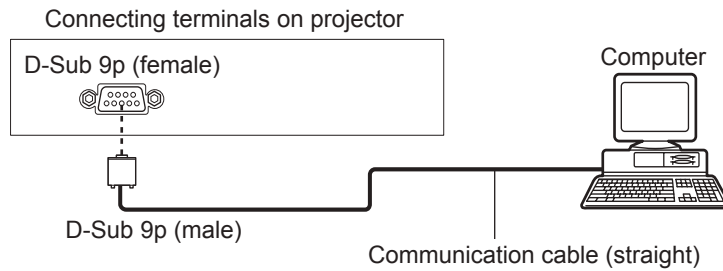 Connecting terminals on projector
D-Sub 9p (female)
Computer
D-Sub 9p (male)
Communication cable (straight)